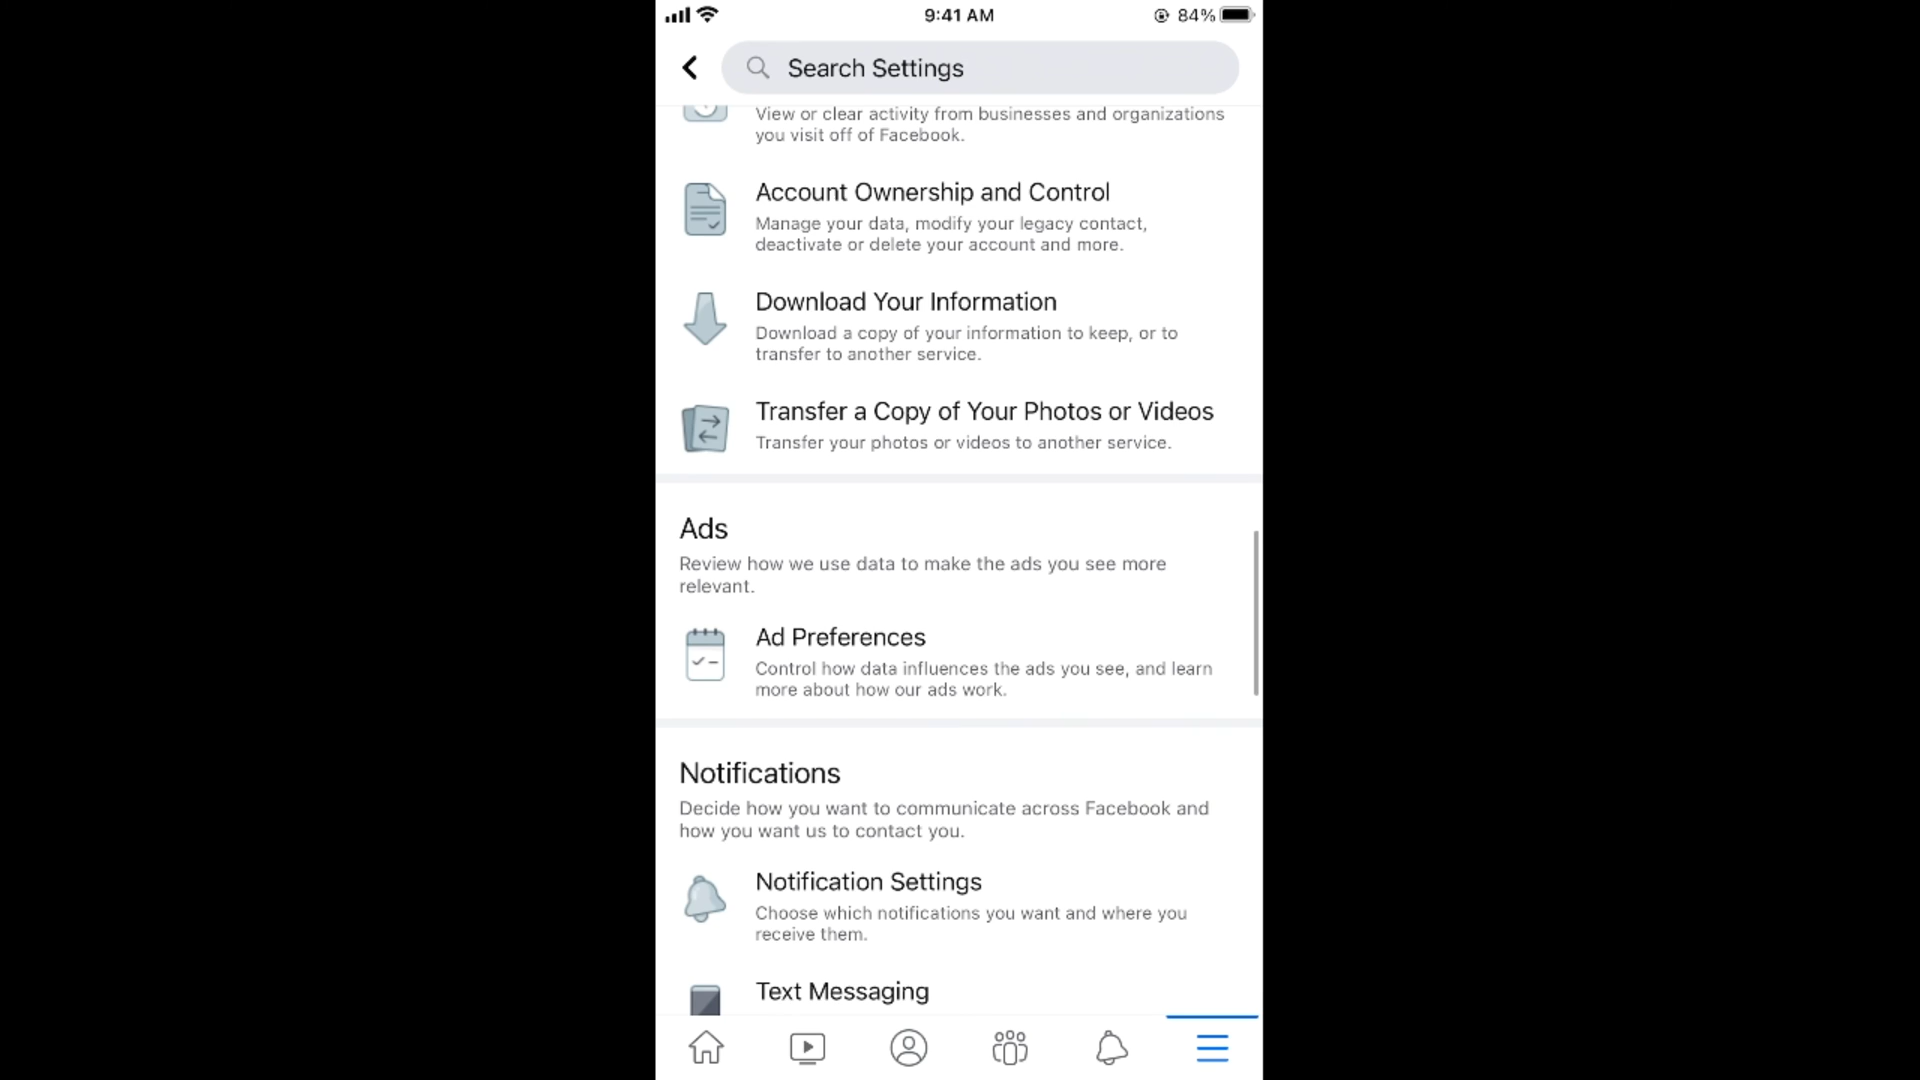 9:41 AM
84%
Search Settings
View or clear activity from businesses and organizations
you visit off of Facebook.
Account Ownership and Control
Manage your data, modify your legacy contact,
deactivate or delete your account and more.
Download Your Information
Download a copy of your information to keep, or to
transfer to another service.
Transfer a Copy of Your Photos or Videos
Transfer your photos or videos to another service.
Ads
Review how we use data to make the ads you see more
relevant.
Ad Preferences
Control how data influences the ads you see, and learn
more about how our ads work.
Notifications
Decide how you want to communicate across Facebook and
how you want us to contact you.
Notification Settings
Choose which notifications you want and where you
receive them.
Text Messaging